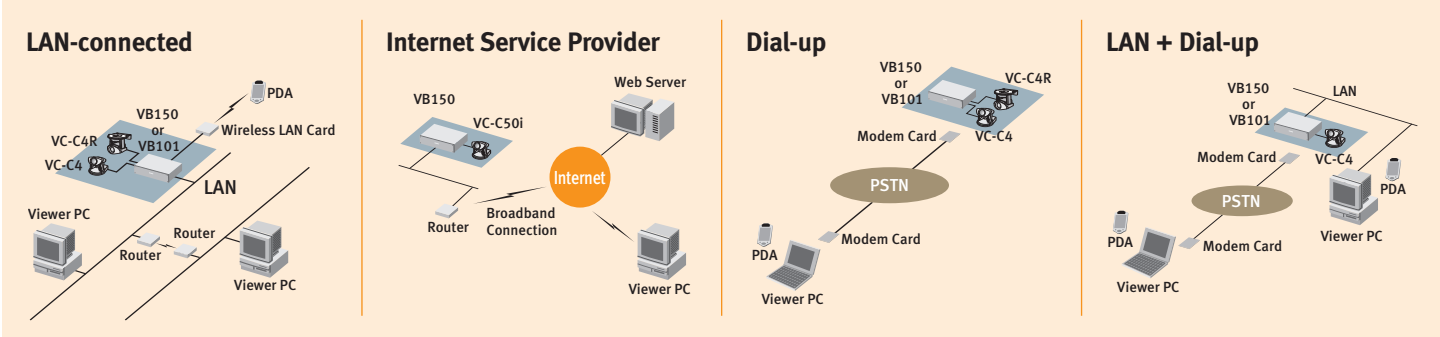 LAN-connected
PDA
VB150
or
VB101
Wireless LAN Card
VC-C4R
VC-C4
LAN
Viewer PC
Router
Router
Viewer PC
Internet Service Provider
Web Server
VB150
VC-C50i
Internet
Router
Broadband
Connection
Viewer PC
Dial-up
VB150
or
VB101
VC-C4R
VC-C4
Modem Card
PSTN
Modem Card
PDA
Viewer PC
LAN + Dial-up
LAN
VB150
or
VB101
VC-C4
Modem Card
PDA
PSTN
Viewer PC
PDA
Modem Card
Viewer PC